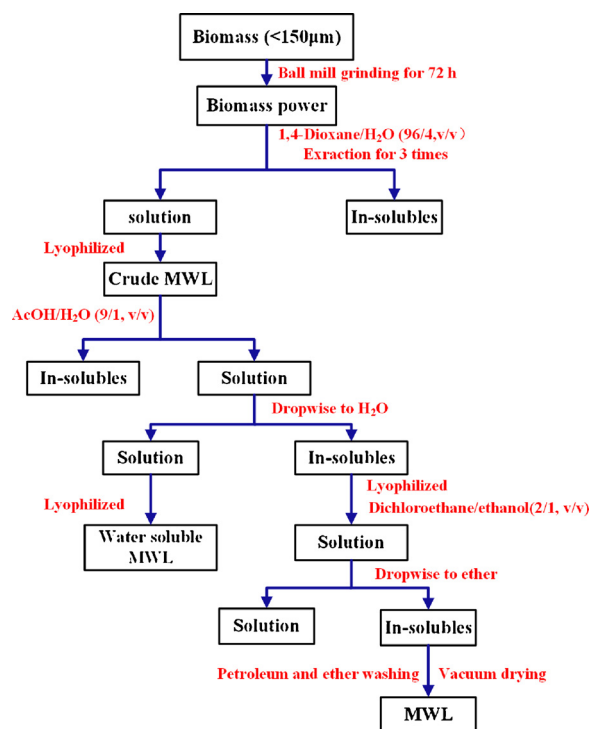 Biomass (<150μm)
Ball mill grinding for 72 h
Biomass power
1,4-Dioxane/H₂O (96/4,v/v）
Exraction for 3 times
solution
In-solubles
Lyophilized
Crude MWL
AcOH/H₂O (9/1, v/v)
In-solubles
Solution
Dropwise to H₂O
Solution
In-solubles
Lyophilized
Lyophilized
Dichloroethane/ethanol(2/1, v/v)
Water soluble
MWL
Solution
Dropwise to ether
Solution
In-solubles
Petroleum and ether washing
Vacuum drying
MWL